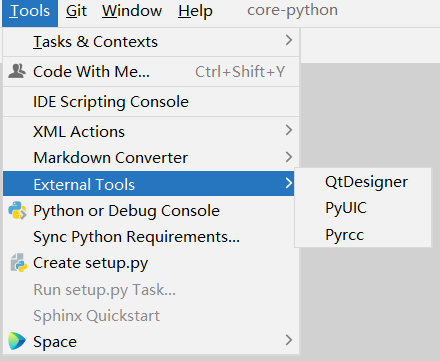 Tools Git Window Help core-python
Tasks & Contexts
Code With Me... Ctrl+Shift+Y
IDE Scripting Console
XML Actions
Markdown Converter
External Tools
QtDesigner
PyUIC
Pyrcc
Python or Debug Console
Sync Python Requirements...
Create setup.py
Run setup.py Task...
Sphinx Quickstart
Space